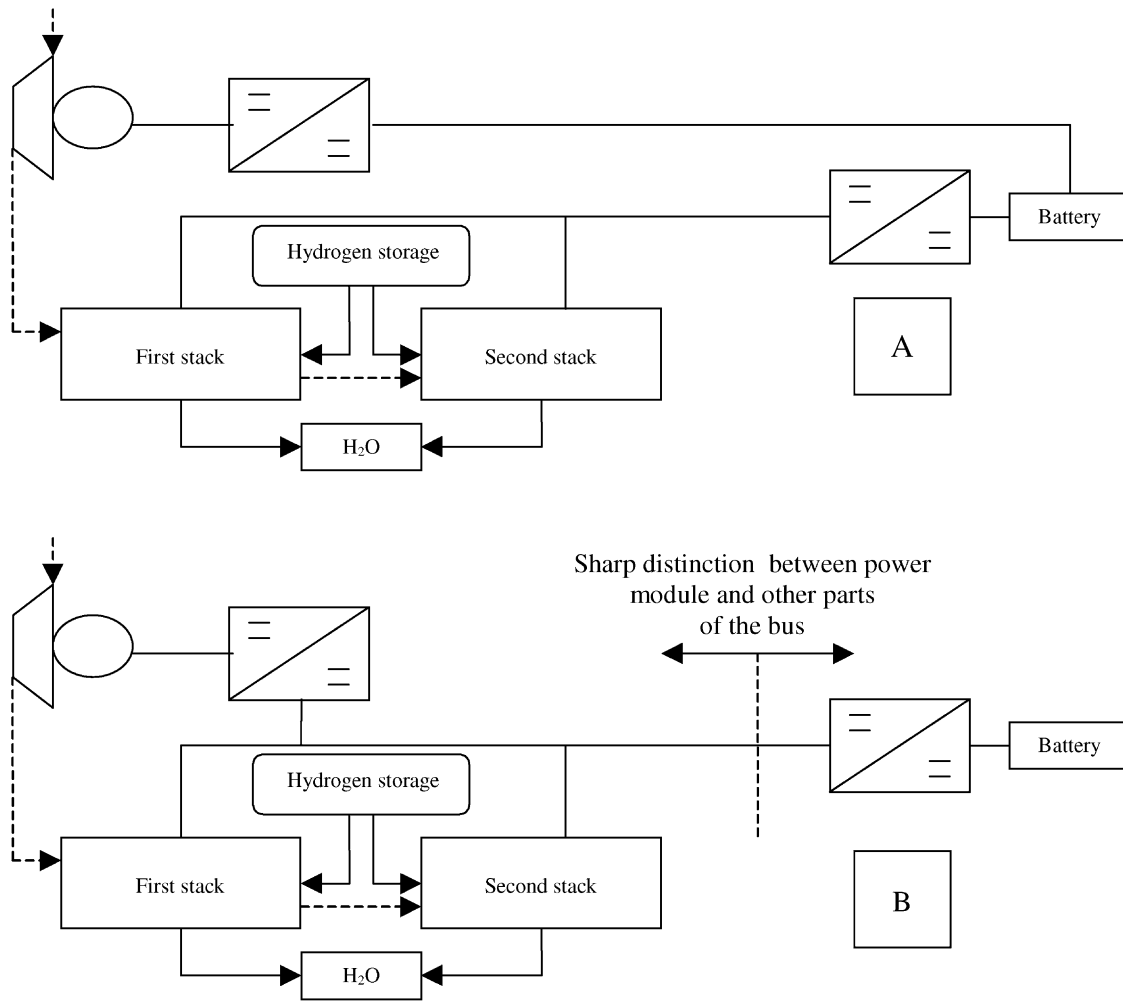 Battery
Hydrogen storage
First stack
Second stack
A
H₂O
Sharp distinction between power
module and other parts
of the bus
Battery
Hydrogen storage
First stack
Second stack
B
H₂O